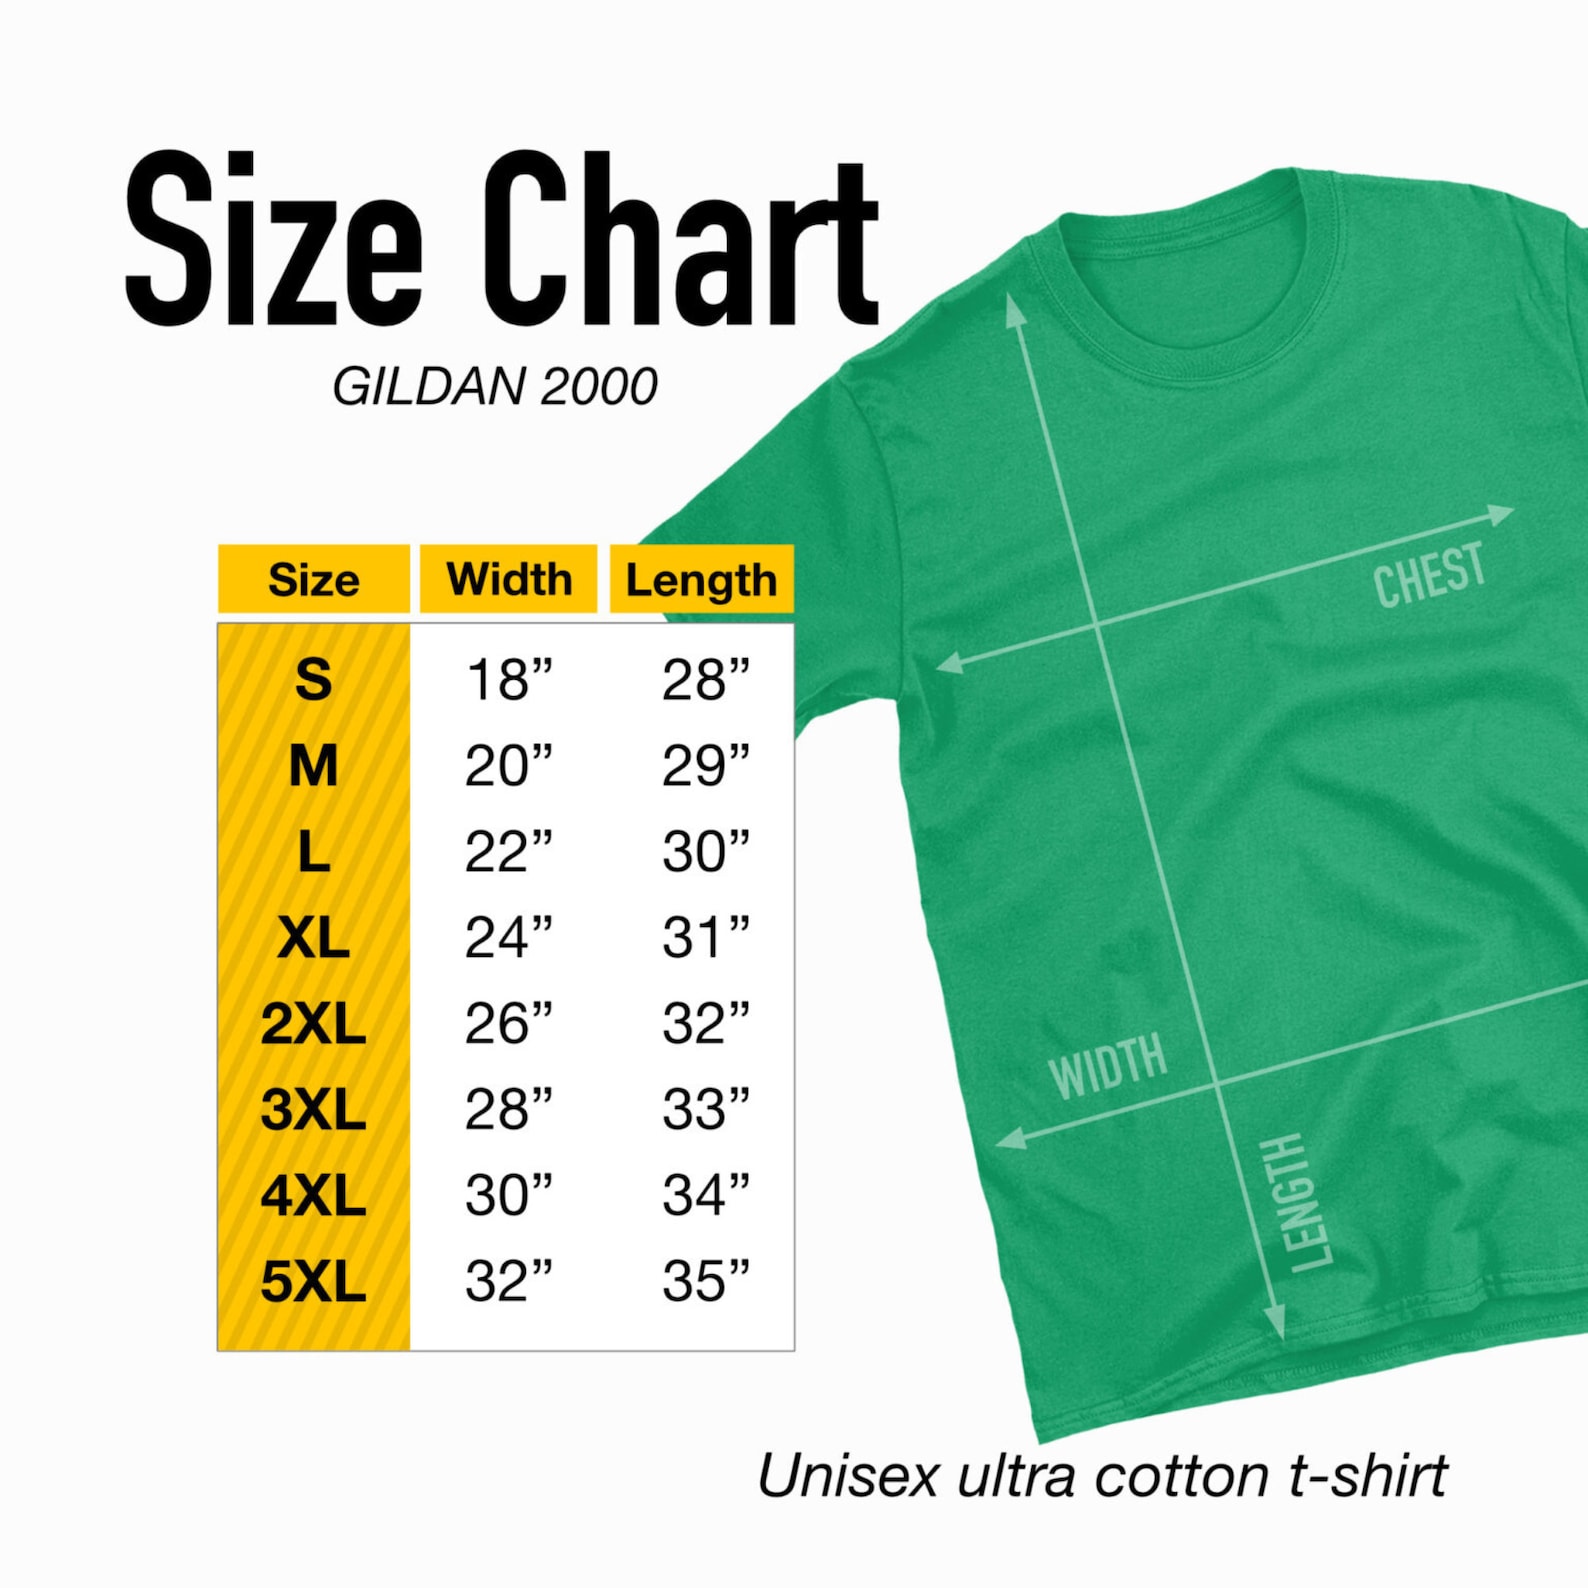 Size Chart
GILDAN 2000
Size Width Length
S 18” 28”
M 20” 29”
L 22” 30”
XL 24” 31”
2XL 26” 32”
3XL 28” 33”
4XL 30” 34”
5XL 32” 35”
CHEST
WIDTH
LENGTH
Unisex ultra cotton t-shirt